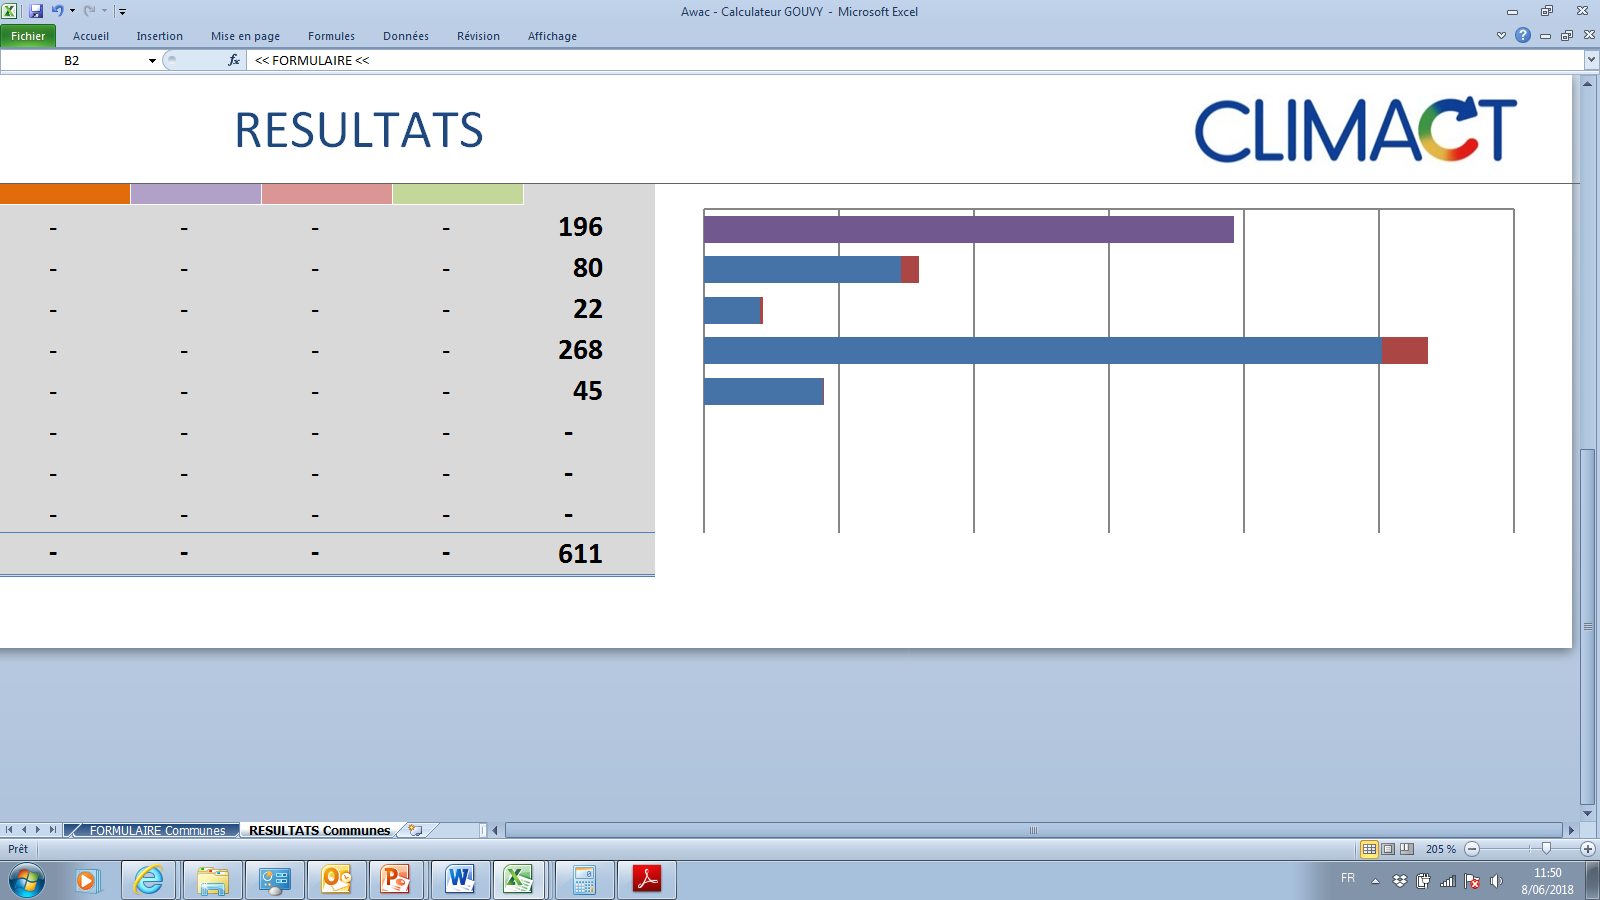 Awac - Calculateur GOUVY - Microsoft Excel
Fichier Accueil Insertion Mise en page Formules Données Révision Affichage
B2 fx << FORMULAIRE <<
RESULTATS
CLIMACT
- - - - 196
- - - - 80
- - - - 22
- - - - 268
- - - - 45
- - - - -
- - - - -
- - - - -
- - - - 611
FORMULAIRE Communes RESULTATS Communes
Prêt 205 %
FR 11:50
8/06/2018